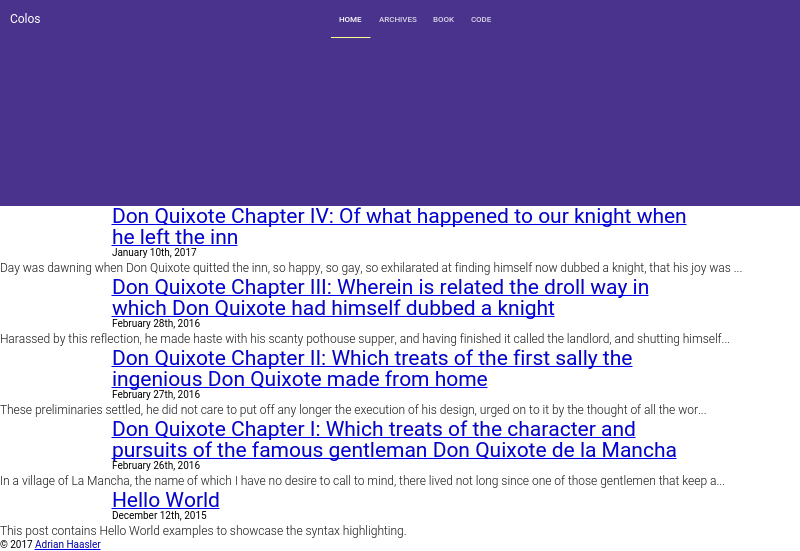 Colos
HOME ARCHIVES BOOK CODE
Don Quixote Chapter IV: Of what happened to our knight when
he left the inn
January 10th, 2017
Day was dawning when Don Quixote quitted the inn, so happy, so gay, so exhilarated at finding himself now dubbed a knight, that his joy was ...
Don Quixote Chapter III: Wherein is related the droll way in
which Don Quixote had himself dubbed a knight
February 28th, 2016
Harassed by this reflection, he made haste with his scanty pothouse supper, and having finished it called the landlord, and shutting himself...
Don Quixote Chapter II: Which treats of the first sally the
ingenious Don Quixote made from home
February 27th, 2016
These preliminaries settled, he did not care to put off any longer the execution of his design, urged on to it by the thought of all the wor...
Don Quixote Chapter I: Which treats of the character and
pursuits of the famous gentleman Don Quixote de la Mancha
February 26th, 2016
In a village of La Mancha, the name of which I have no desire to call to mind, there lived not long since one of those gentlemen that keep a...
Hello World
December 12th, 2015
This post contains Hello World examples to showcase the syntax highlighting.
© 2017 Adrian Haasler